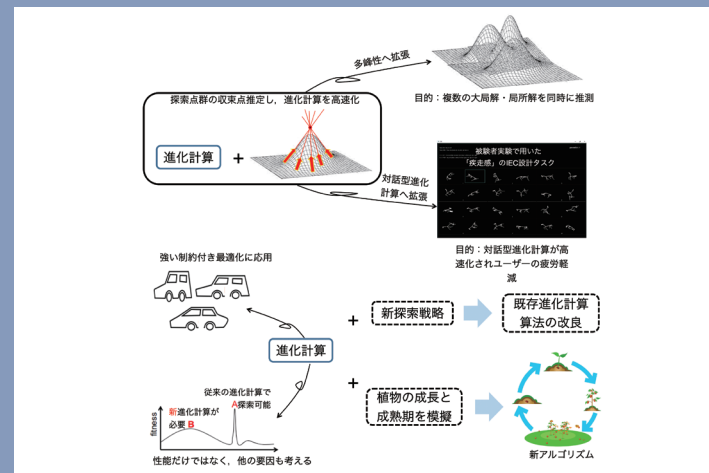 多峰性へ拡張
目的：複数の大局解・局所解を同時に推測
探索点群の収束点推定し，進化計算を高速化
進化計算
+
対話型進化
計算へ拡張
被験者実験で用いた
「疾走感」のIEC設計タスク
目的：対話型進化計算が高
速化されユーザーの疲労軽
減
強い制約付き最適化に応用
進化計算
+
新探索戦略
既存進化計算
算法の改良
+
植物の成長と
成熟期を模擬
新アルゴリズム
従来の進化計算で
A探索可能
新進化計算が
必要 B
fitness
性能だけではなく，他の要因も考える